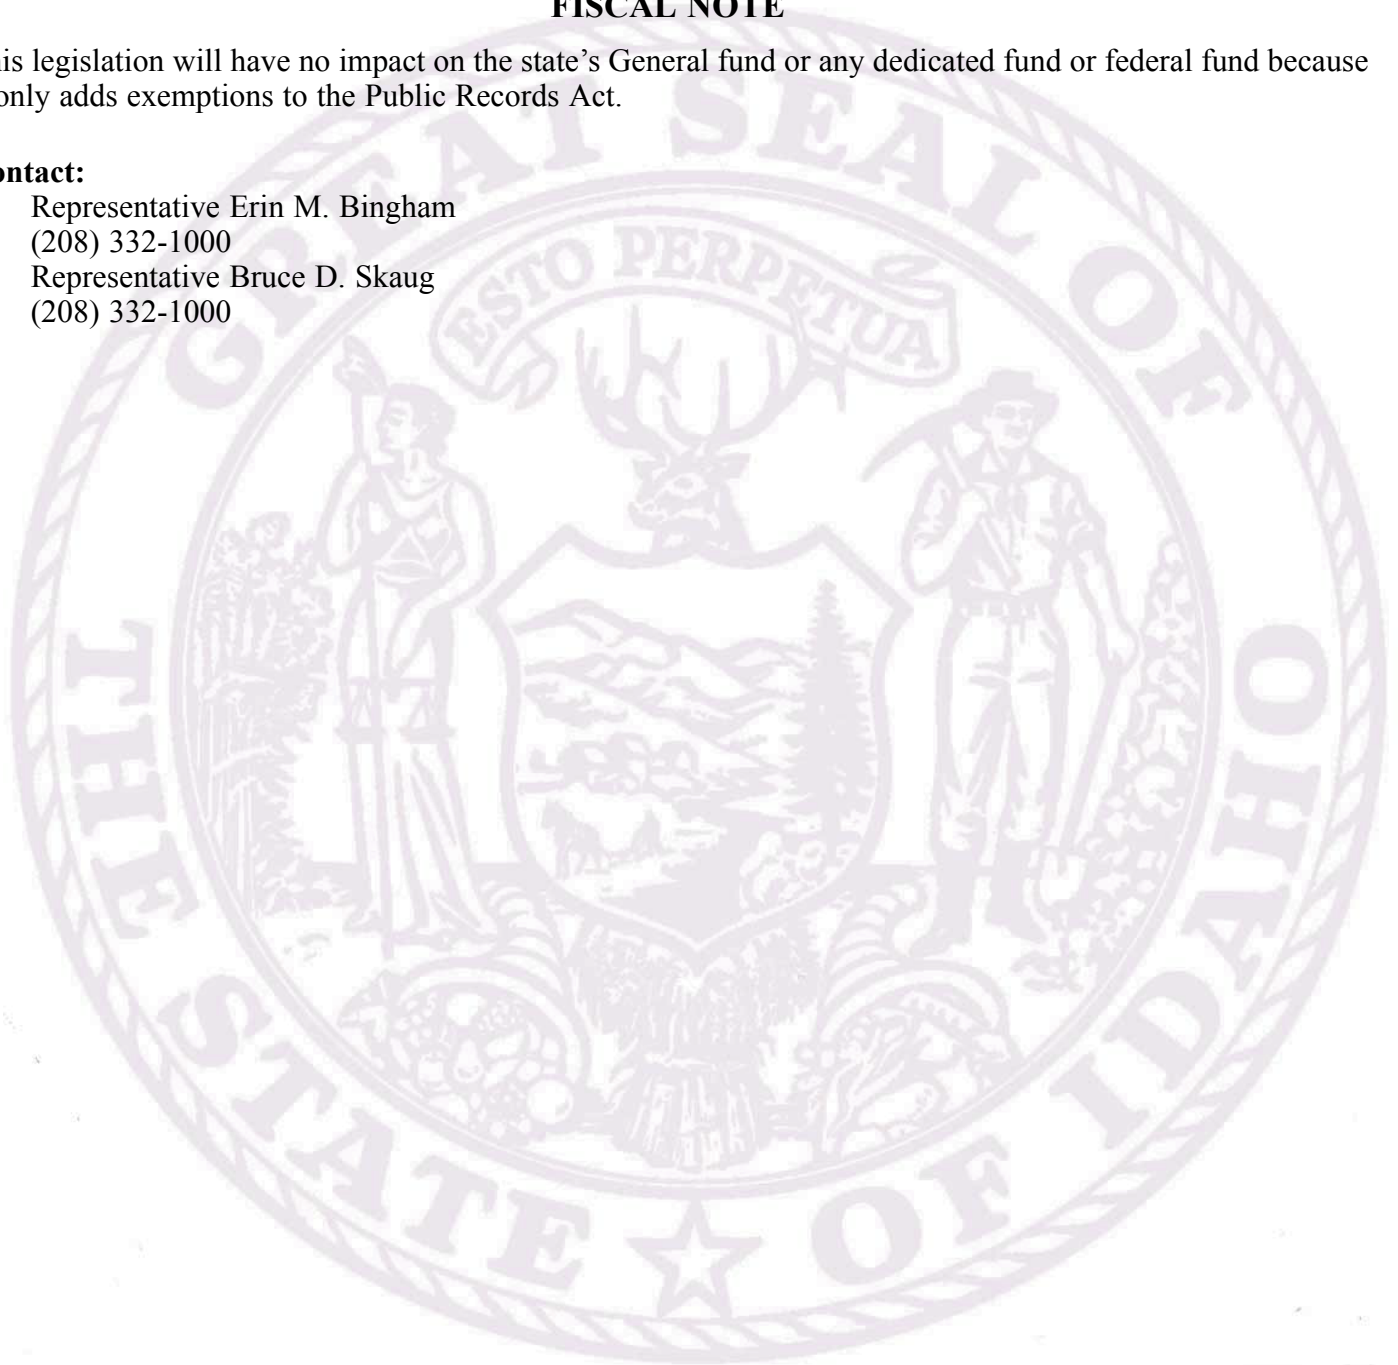 FISCAL NOTE
his legislation will have no impact on the state's General fund or any dedicated fund or federal fund because
only adds exemptions to the Public Records Act.
ontact:
Representative Erin M. Bingham
(208) 332-1000
Representative Bruce D. Skaug
(208) 332-1000
GREAT SEAL OF
THE STATE OF IDAHO
ESTO PERPETUA